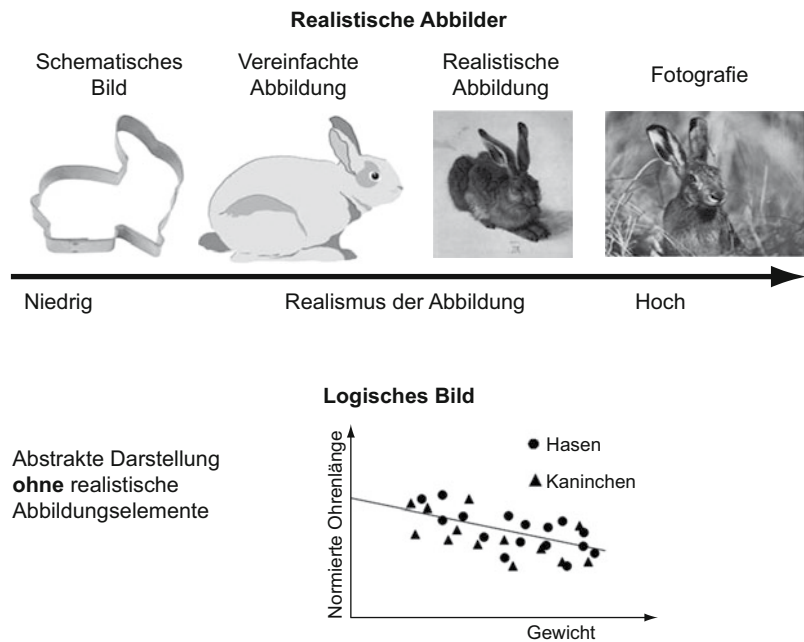 Realistische Abbilder
Schematisches
Bild
Vereinfachte
Abbildung
Realistische
Abbildung
Fotografie
Niedrig
Realismus der Abbildung
Hoch
Logisches Bild
Abstrakte Darstellung
ohne realistische
Abbildungselemente
Normierte Ohrenlänge
Hasen
Kaninchen
Gewicht